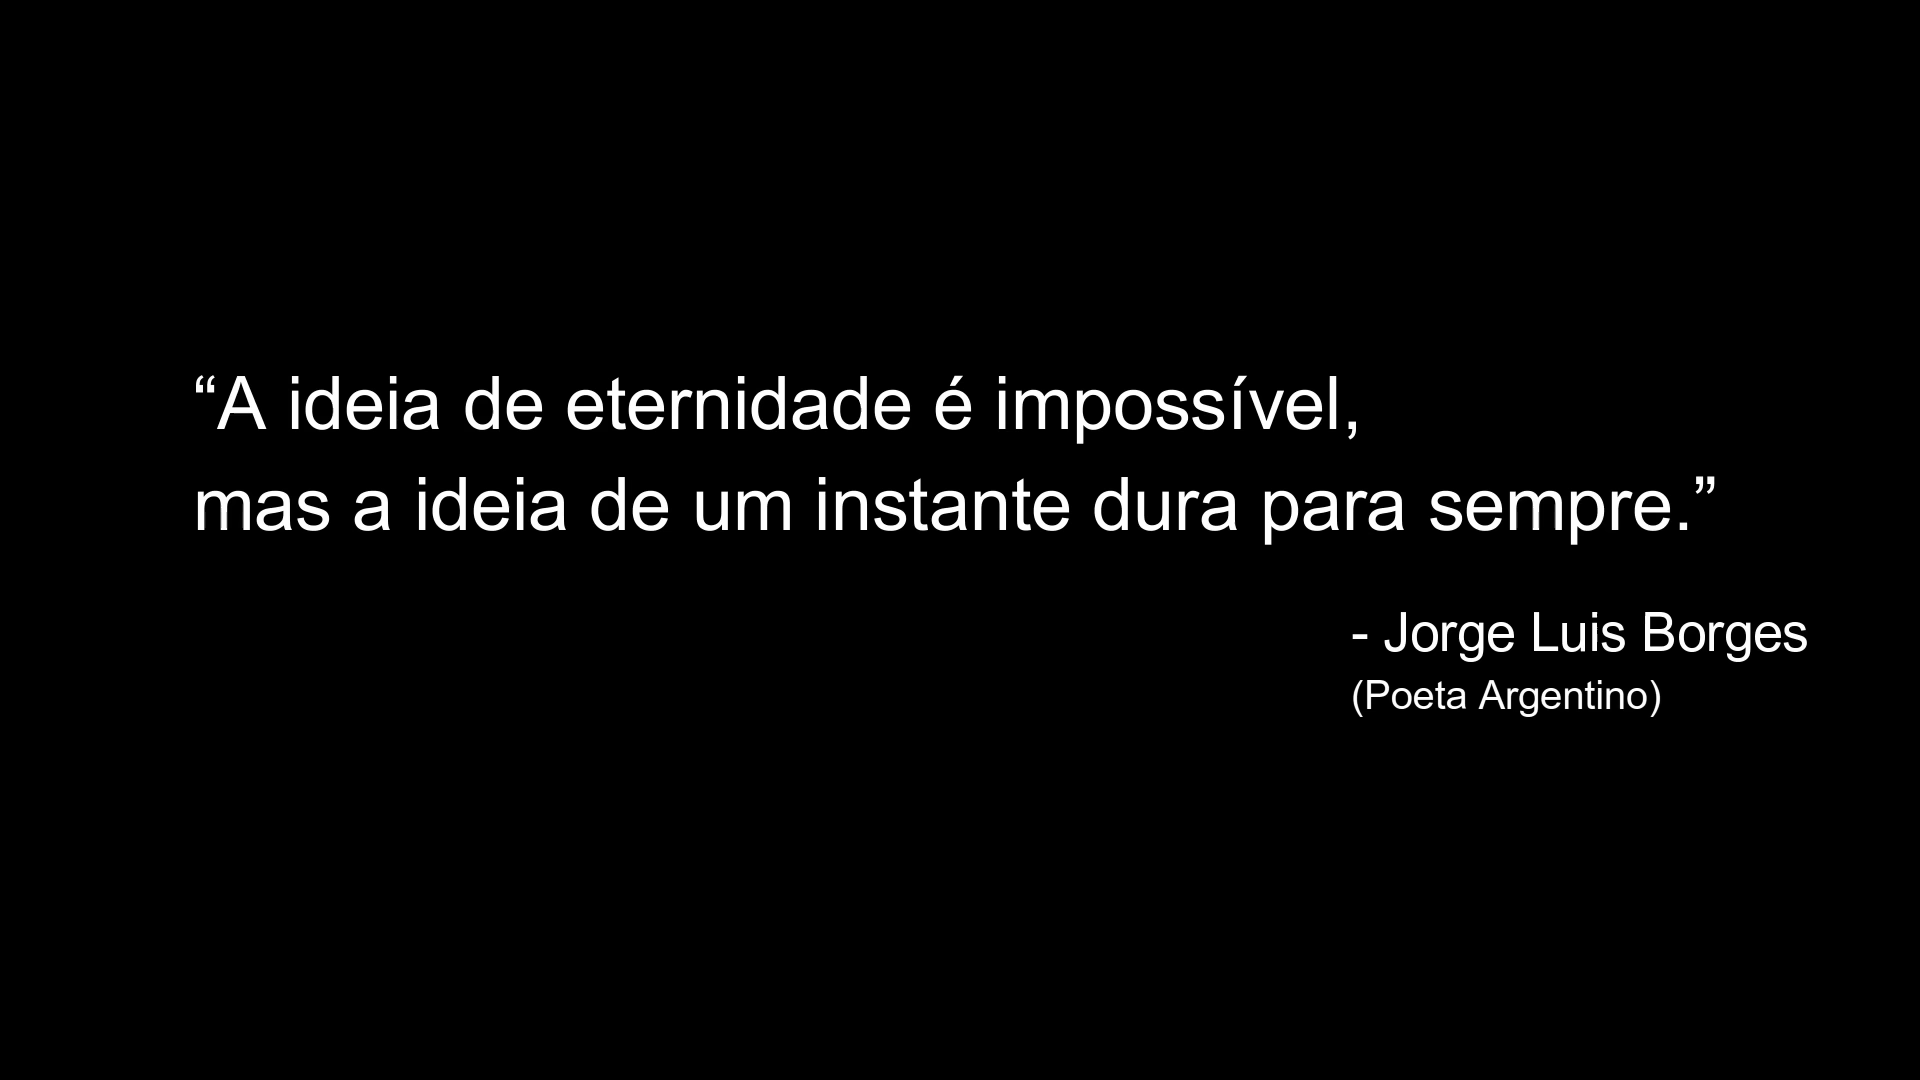 “A ideia de eternidade é impossível,
mas a ideia de um instante dura para sempre.”
- Jorge Luis Borges
(Poeta Argentino)